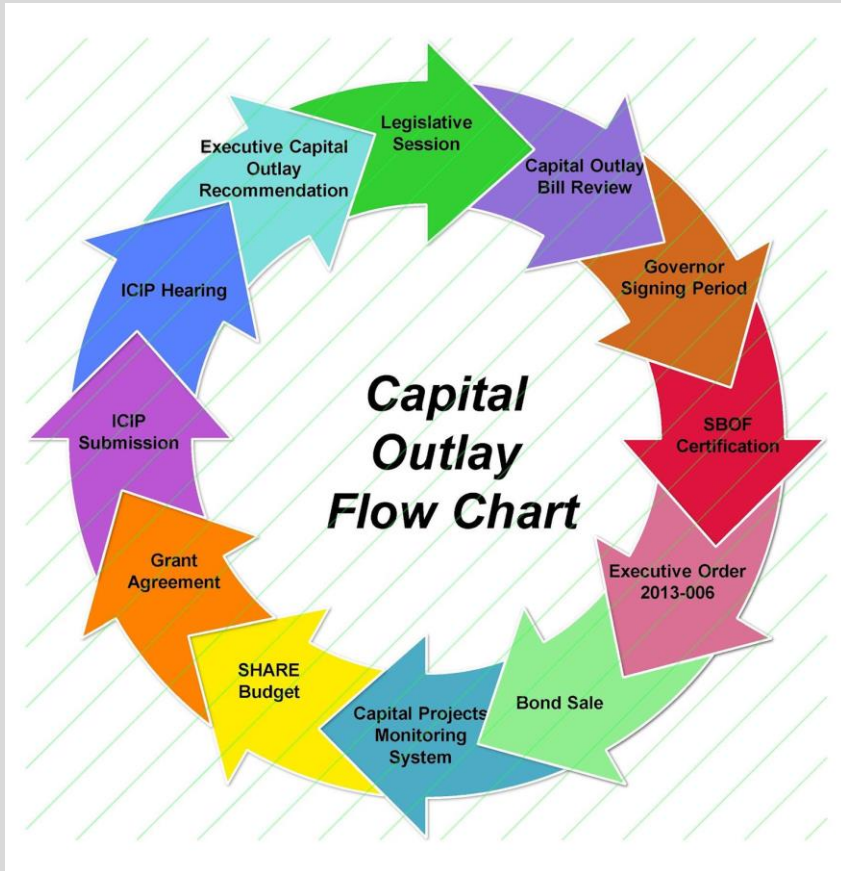 Legislative
Session
Capital Outlay
Bill Review
Governor
Signing Period
SBOF
Certification
Executive Order
2013-006
Bond Sale
Capital Projects
Monitoring
System
SHARE
Budget
Grant
Agreement
ICIP
Submission
ICIP Hearing
Executive Capital
Outlay
Recommendation
Capital
Outlay
Flow Chart